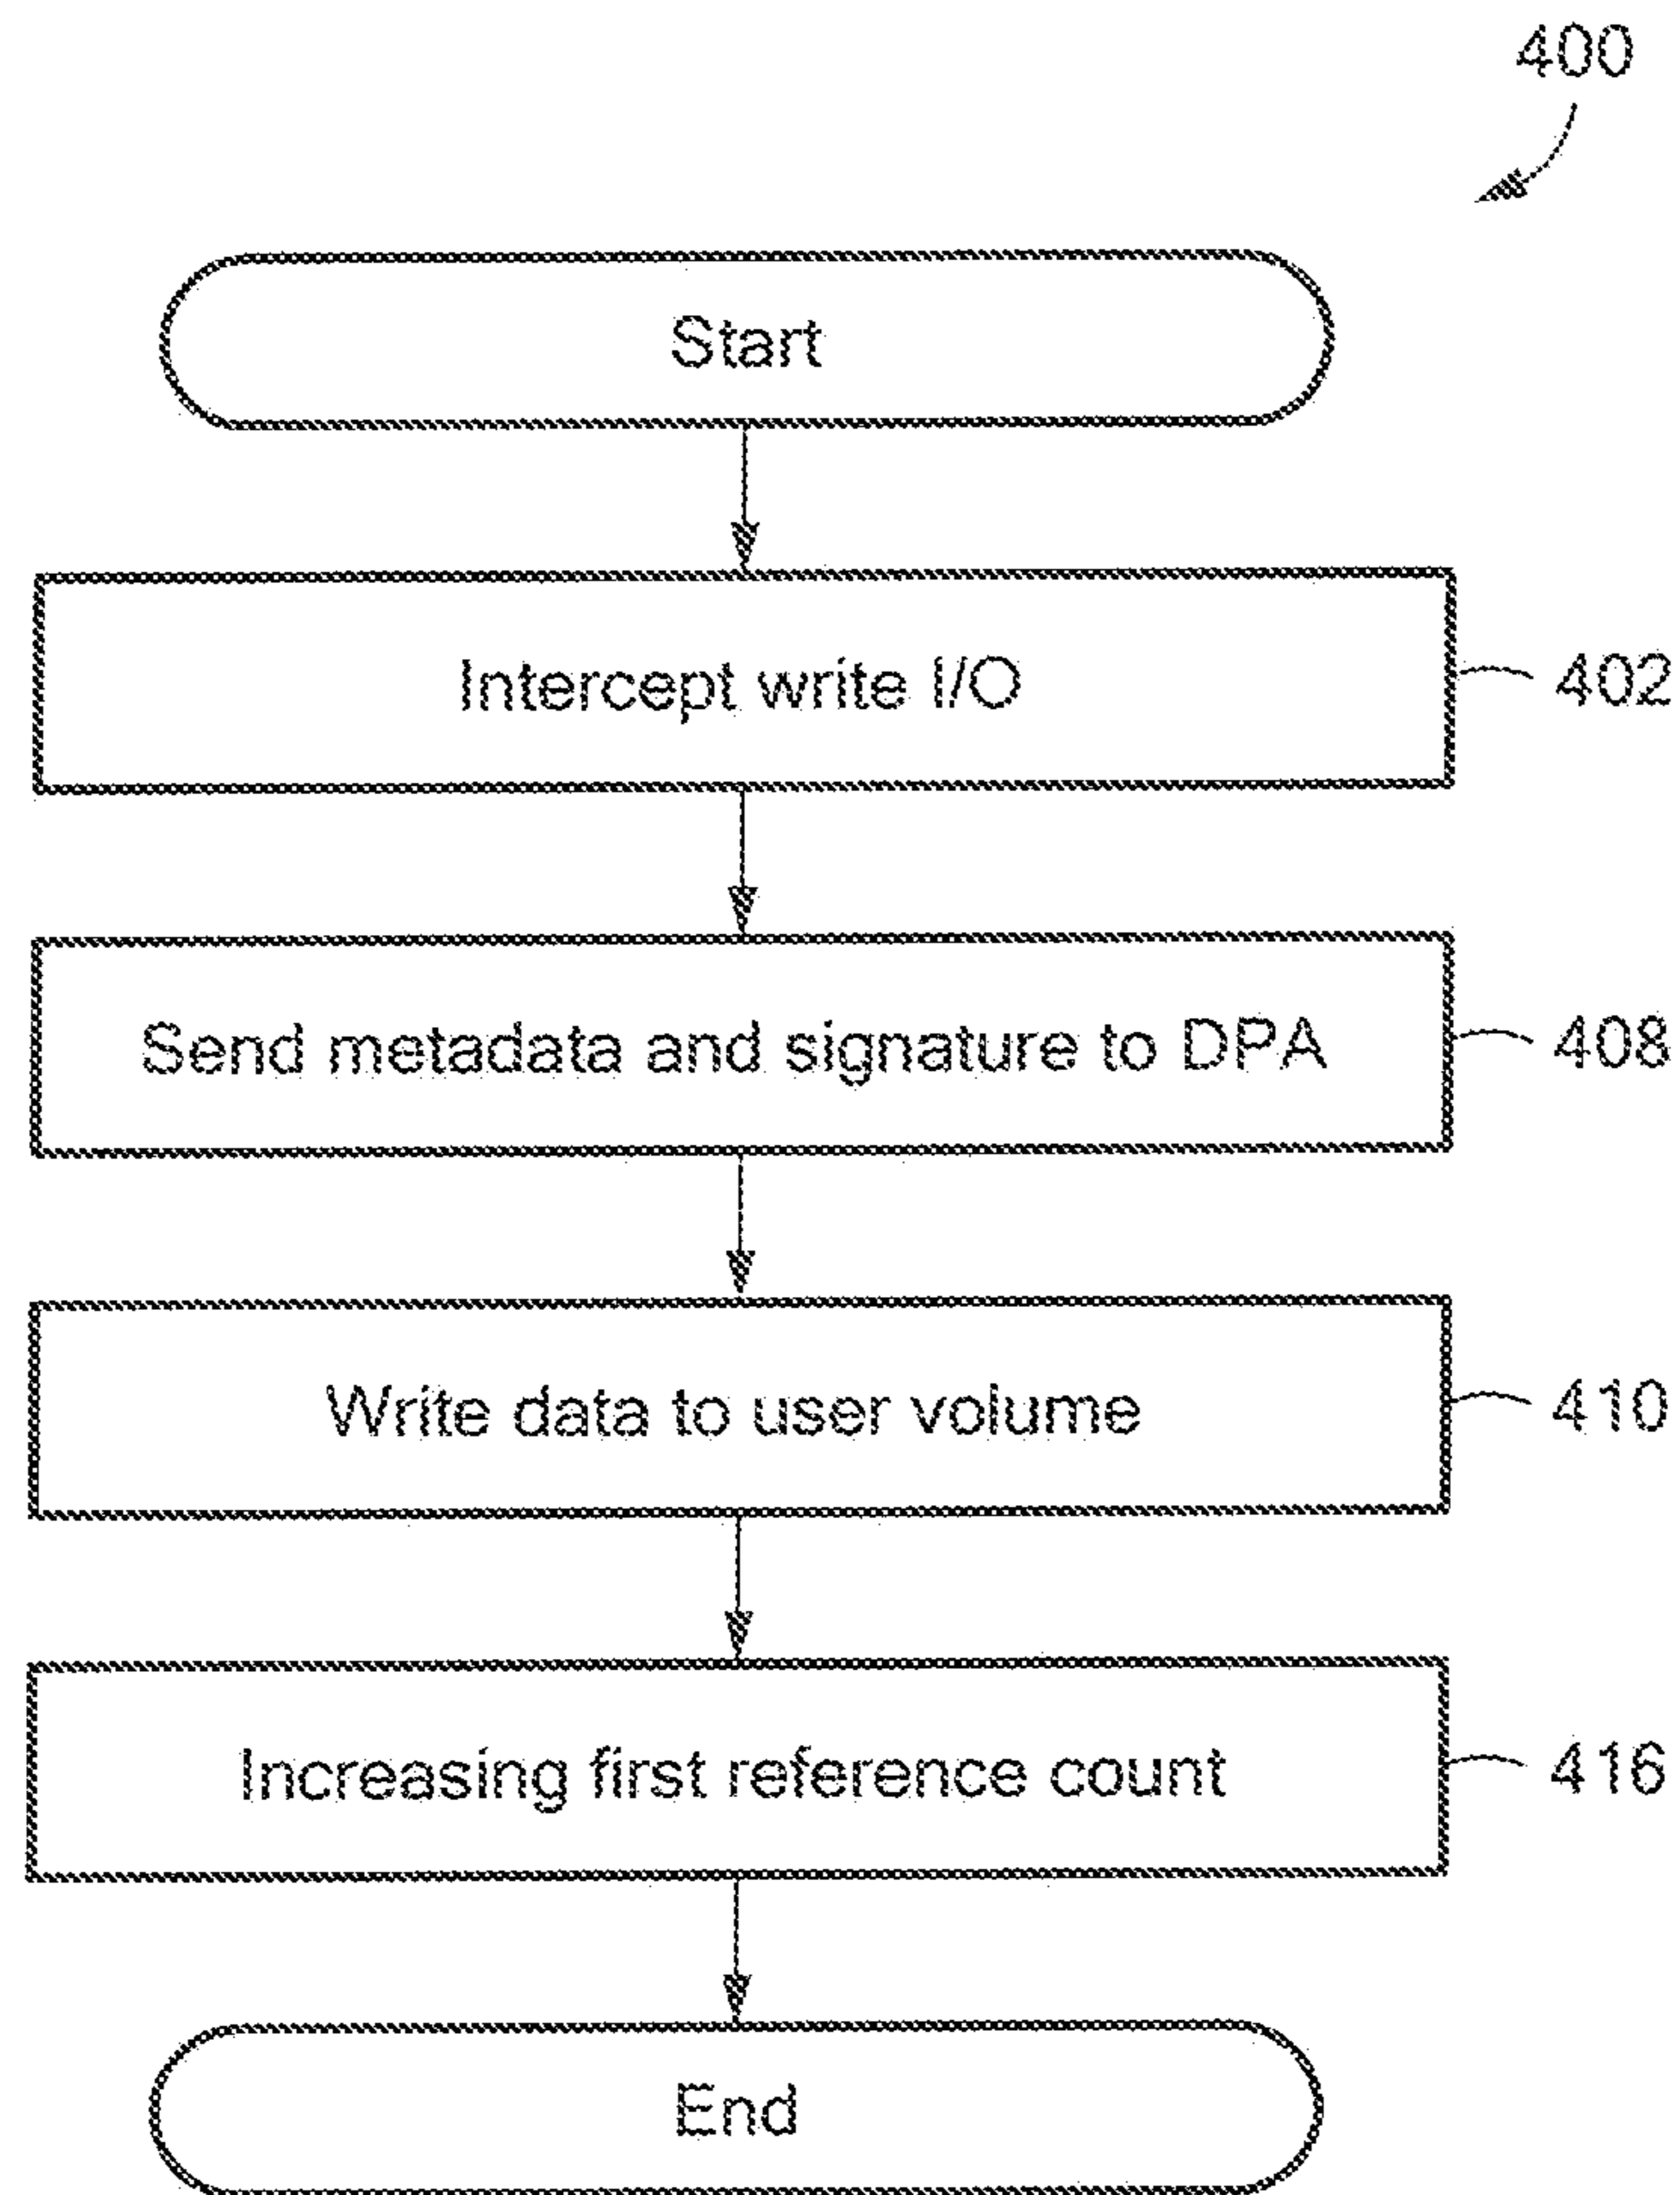 400
Start
Intercept write I/O
402
Send metadata and signature to DPA
408
Write data to user volume
410
Increasing first reference count
416
End